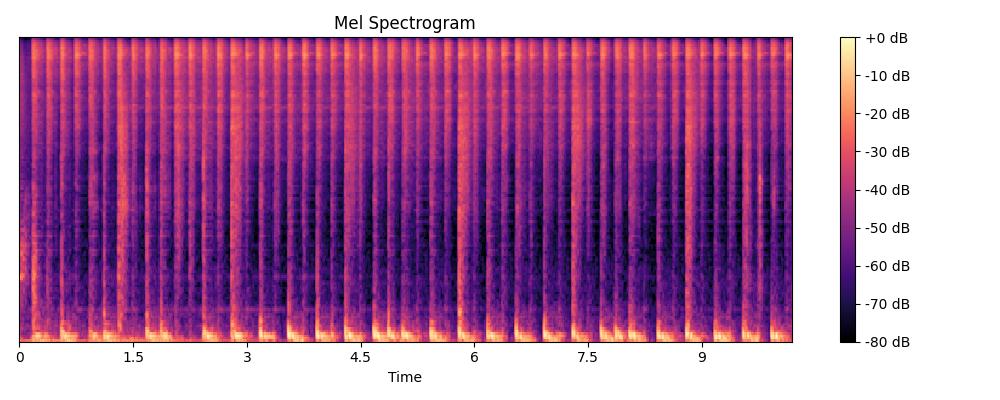 Mel Spectrogram
+0 dB
-10 dB
-20 dB
-30 dB
-40 dB
-50 dB
-60 dB
-70 dB
-80 dB
0 1.5 3 4.5 6 7.5 9
Time